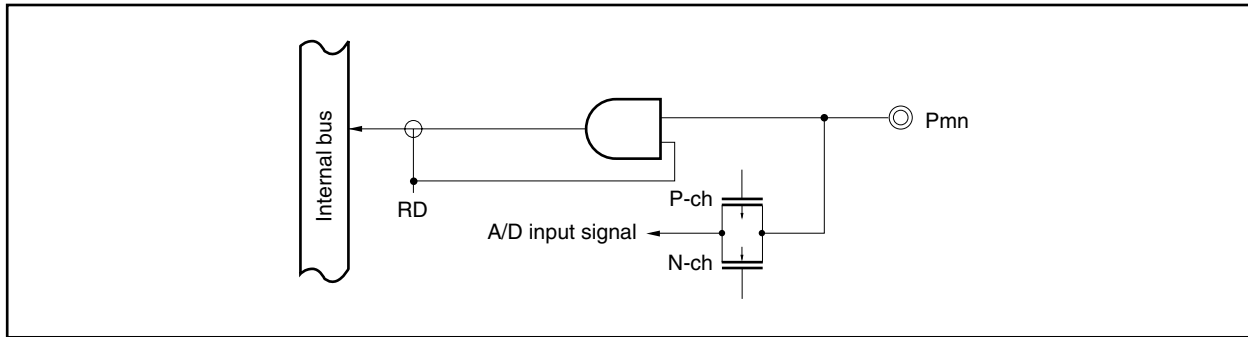 Internal bus
Pmn
P-ch
RD
A/D input signal
N-ch